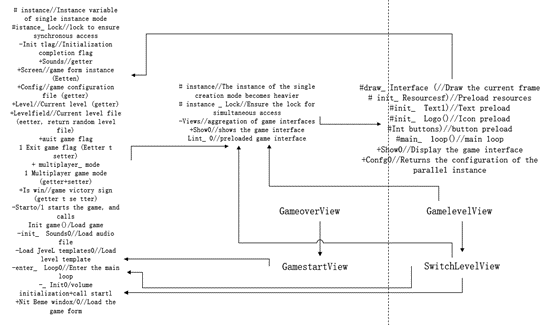 # instance//Instance variable
of single instance mode
#istance_ Lock//lock to ensure
synchronous access
-Init tlag//Initialization
completion flag
+Sounds//getter
+Screen//game form instance
(Eetten)
+Config//game configuration
file (getter)
+Level//Current level (getter)
+Levelfield//Current level file
(eetter, return random level
file)
+auit game flag
1 Exit game flag (Eetter t
setter)
+ multiplayer_ mode
1 Multiplayer game mode
(getter+setter)
+Is win//game victory sign
(getter t se tter)
-Starto/1 starts the game, and
calls
Init game()/Load game
-init_ Sounds0//Load audio
file
-Load JeveL templates0//Load
level template
-enter_ Loop0//Enter the main
loop
-_ Init0/volume
initialization+call startl
+Nit Beme windox/0//Load the
game form
# instance//The instance of the single
creation mode becomes heavier
# instance _ Lock//Ensure the lock for
simultaneous access
-Views//aggregation of game interfaces
+Show0//shows the game interface
Lint_ 0//preloaded game interface
#draw_ Interface (//Draw the current frame
# init_ Resourcesf)//Preload resources
#init_ Text1)//Text preload
#init_ Logo()//Icon preload
#Int buttons)//button preload
#main_ loop()//main loop
+Show0//Display the game interface
+Confg0//Returns the configuration of the
parallel instance
GameoverView
GamelevelView
GamestartView
SwitchLevelView